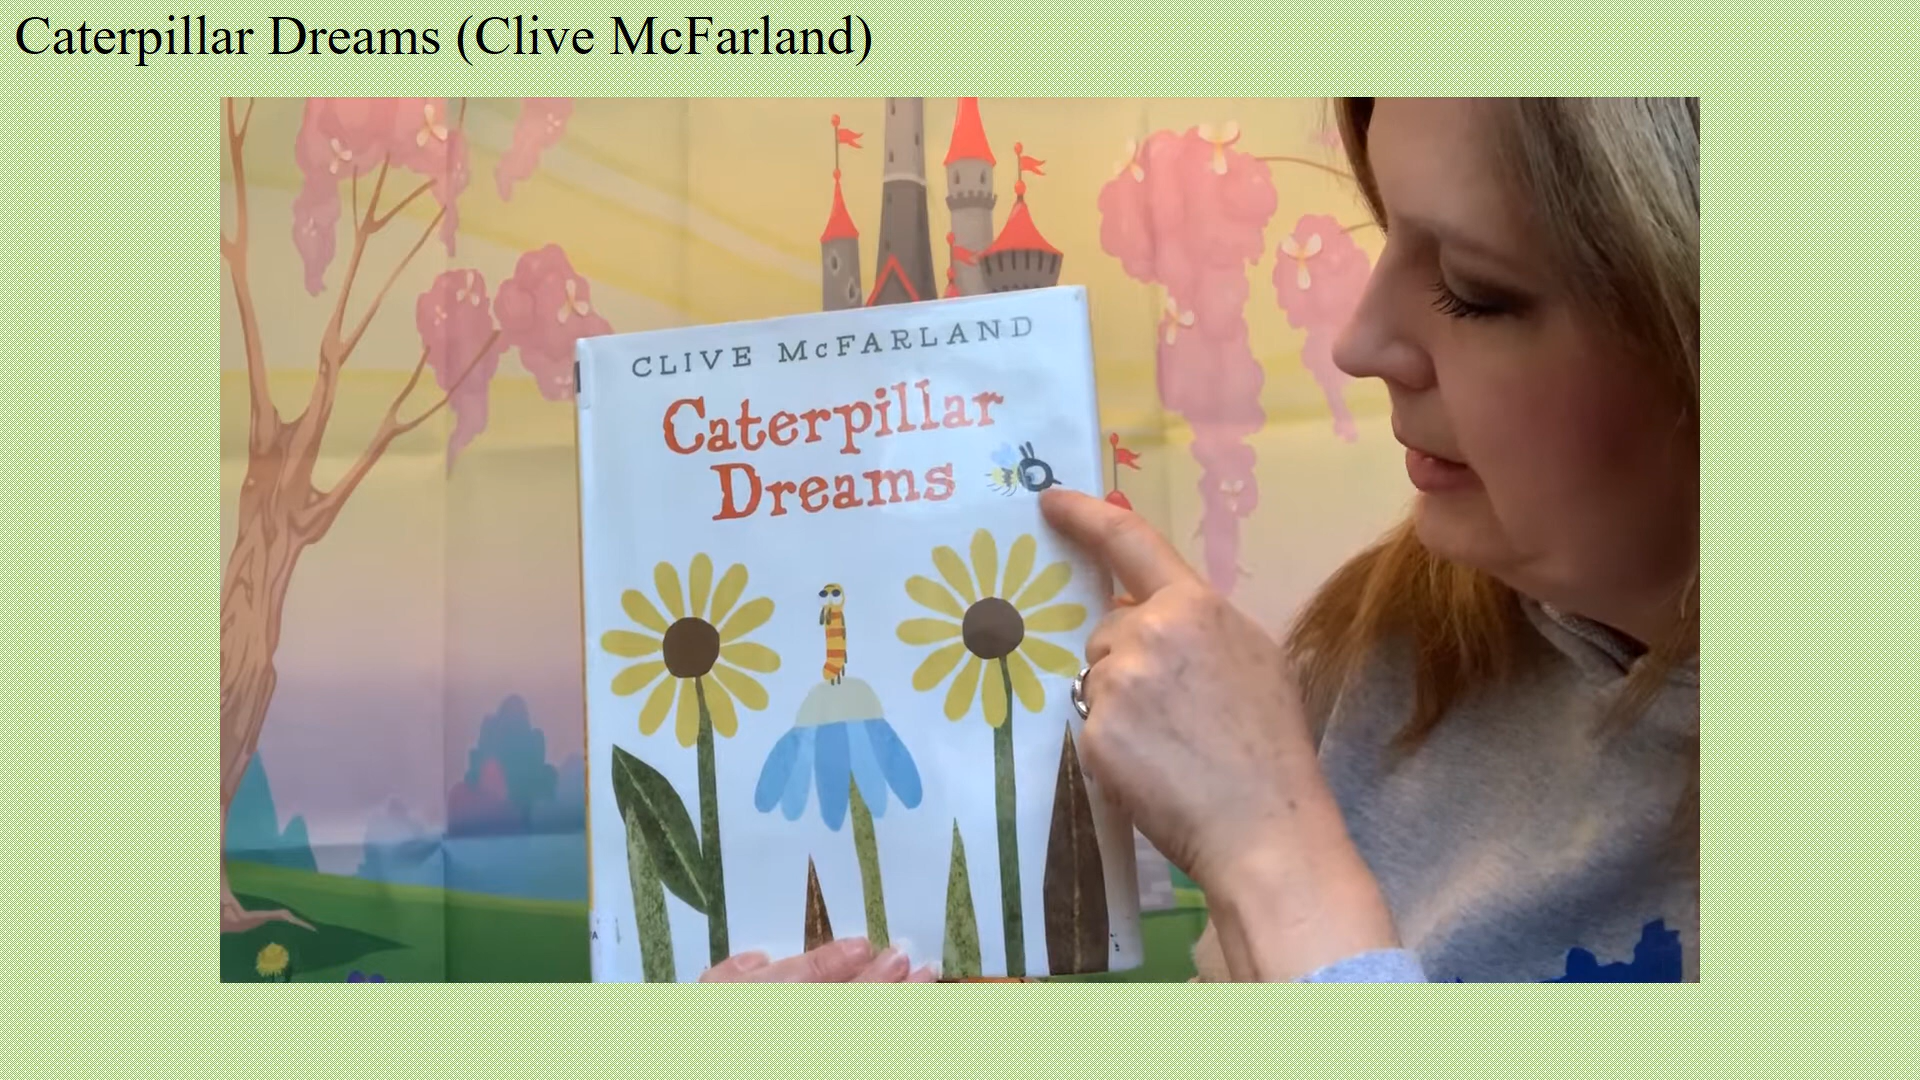 Caterpillar Dreams (Clive McFarland)
CLIVE McFARLAND
Caterpillar
Dreams